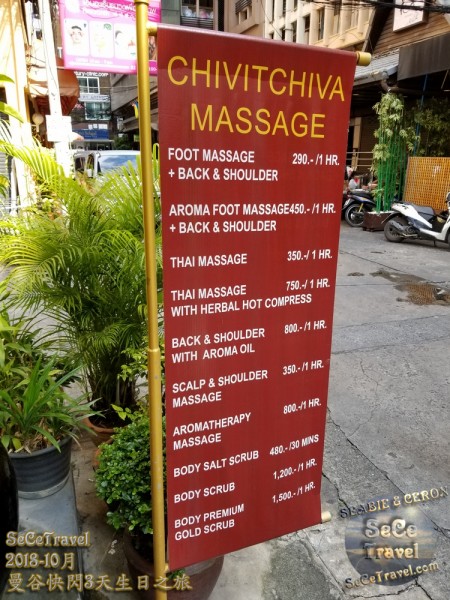 CHIVITCHIVA
MASSAGE
FOOT MASSAGE 290.-/1 HR.
+ BACK & SHOULDER
AROMA FOOT MASSAGE 450.-/1 HR.
+ BACK & SHOULDER
THAI MASSAGE 350.-/ 1 HR.
THAI MASSAGE 750.-/ 1 HR.
WITH HERBAL HOT COMPRESS
BACK & SHOULDER 800.-/1 HR.
WITH AROMA OIL
SCALP & SHOULDER 350.-/ 1 HR.
MASSAGE
AROMATHERAPY 800.-/1 HR.
MASSAGE
BODY SALT SCRUB 480.-/30 MINS
BODY SCRUB 1,200.-/ 1 HR.
BODY PREMIUM 1,500.-/ 1 HR.
GOLD SCRUB
SeCeTravel
2018-10月
曼谷快閃3天生日之旅
SEABIE & CERON
SeCe
Travel
SeCeTravel.com